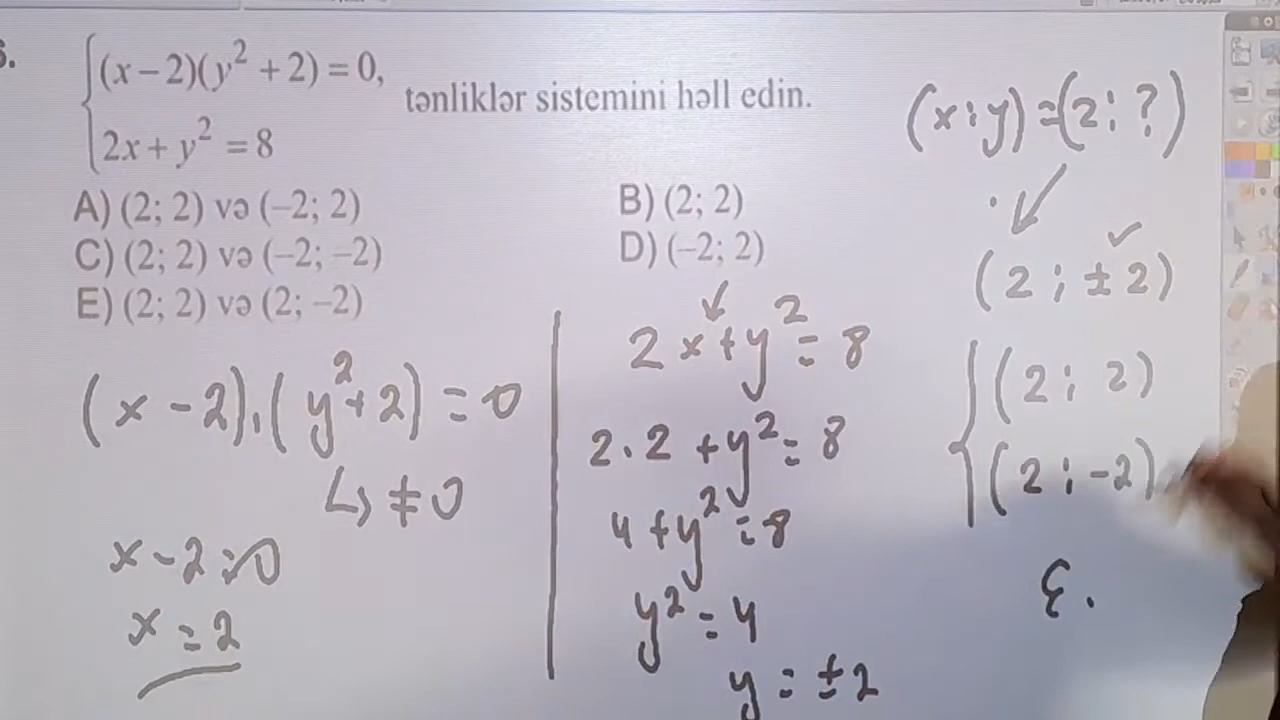 (x−2)(y²+2)=0,
2x+y²=8
tənliklər sistemini həll edin.
A) (2; 2) və (−2; 2)
B) (2; 2)
C) (2; 2) və (−2; −2)
D) (−2; 2)
E) (2; 2) və (2; −2)
(x−2).(y²+2)=0
↳ ≠0
x−2=0
x=2
2x+y²=8
2.2+y²=8
4+y²=8
y²=4
y=±2
(x;y)=(2;?)
(2;±2)
(2;2)
(2;-2)
E.